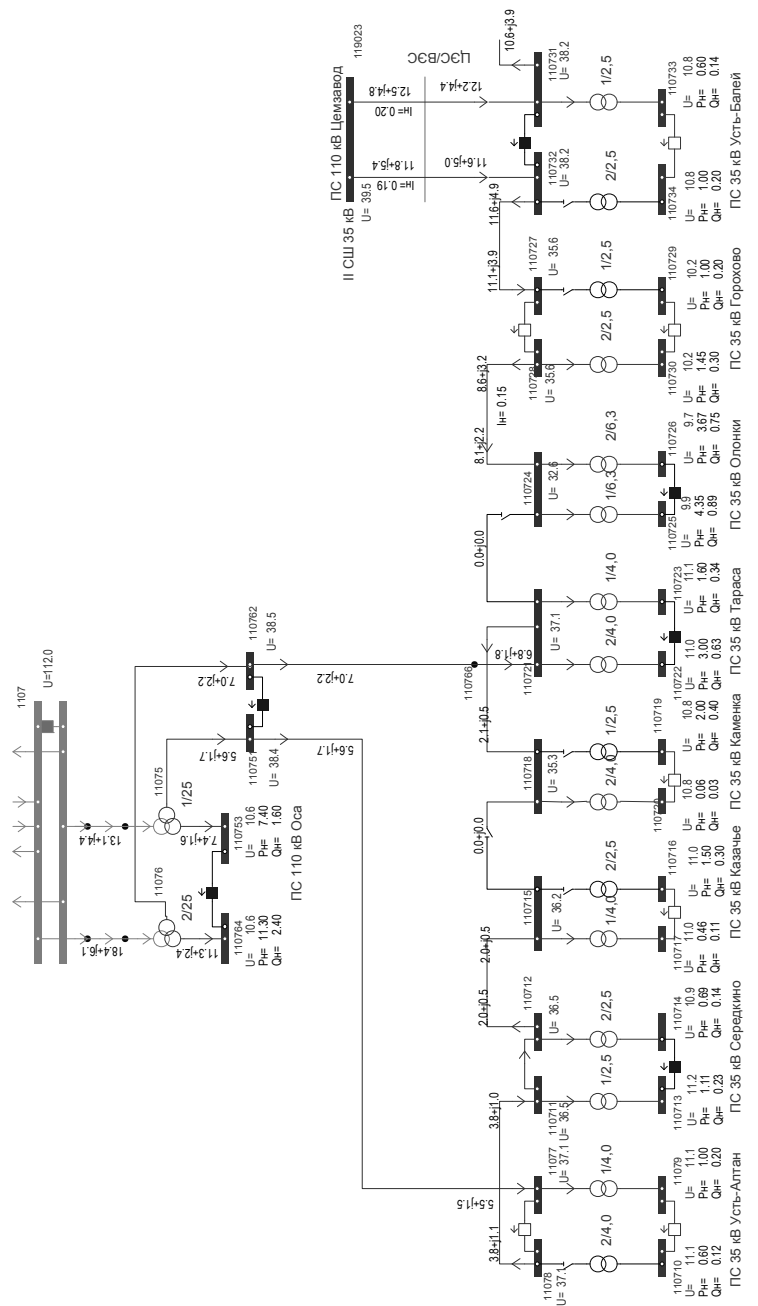 1107
U=112.0
13.1+j4.4
18.4+j6.1
11075
1/25
11076
2/25
7.4+j1.6
11.3+j2.4
110753
U= 10.6
Pн= 7.40
Qн= 1.60
110764
U= 10.6
Pн= 11.30
Qн= 2.40
ПС 110 кВ Оса
7.0+j2.2
5.6+j1.7
110762
U= 38.5
11075
U= 38.4
7.0+j2.2
5.6+j1.7
ПС 110 кВ Цемзавод
II СШ 35 кВ
U= 39.5
119023
12.5+j4.8
Iн= 0.20
11.8+j5.4
Iн= 0.19
ЦЭС/ВЭС
12.2+j4.4
11.6+j5.0
10.6+j3.9
110731
U= 38.2
110732
U= 38.2
11.6+j4.9
1/2,5
2/2,5
110733
U= 10.8
Pн= 0.60
Qн= 0.14
110734
U= 10.8
Pн= 1.00
Qн= 0.20
ПС 35 кВ Усть-Балей
11.1+j3.9
110727
U= 35.6
110728
U= 35.6
8.6+j3.2
1/2,5
2/2,5
110729
U= 10.2
Pн= 1.00
Qн= 0.20
110730
U= 10.2
Pн= 1.45
Qн= 0.30
ПС 35 кВ Горохово
Iн= 0.15
8.1+j2.2
110724
U= 32.6
2/6,3
1/6,3
110726
U= 9.7
Pн= 3.67
Qн= 0.75
110725
U= 9.9
Pн= 4.35
Qн= 0.89
ПС 35 кВ Олонки
0.0+j0.0
110766
6.8+j1.8
110721
U= 37.1
1/4,0
2/4,0
110723
U= 11.1
Pн= 1.60
Qн= 0.34
110722
U= 11.0
Pн= 3.00
Qн= 0.63
ПС 35 кВ Тараса
2.1+j0.5
110718
U= 35.3
1/2,5
2/4,0
110719
U= 10.8
Pн= 2.00
Qн= 0.40
110720
U= 10.8
Pн= 0.06
Qн= 0.03
ПС 35 кВ Каменка
0.0+j0.0
110715
U= 36.2
2/2,5
1/4,0
110716
U= 11.0
Pн= 1.50
Qн= 0.30
110717
U= 11.0
Pн= 0.46
Qн= 0.11
ПС 35 кВ Казачье
2.0+j0.5
2.0+j0.5
110712
U= 36.5
110711
U= 36.5
2/2,5
1/2,5
110714
U= 10.9
Pн= 0.69
Qн= 0.14
110713
U= 11.2
Pн= 1.11
Qн= 0.23
ПС 35 кВ Середкино
3.8+j1.0
5.5+j1.5
3.8+j1.1
11077
U= 37.1
11078
U= 37.1
1/4,0
2/4,0
11079
U= 11.1
Pн= 1.00
Qн= 0.20
110710
U= 11.1
Pн= 0.60
Qн= 0.12
ПС 35 кВ Усть-Алтан